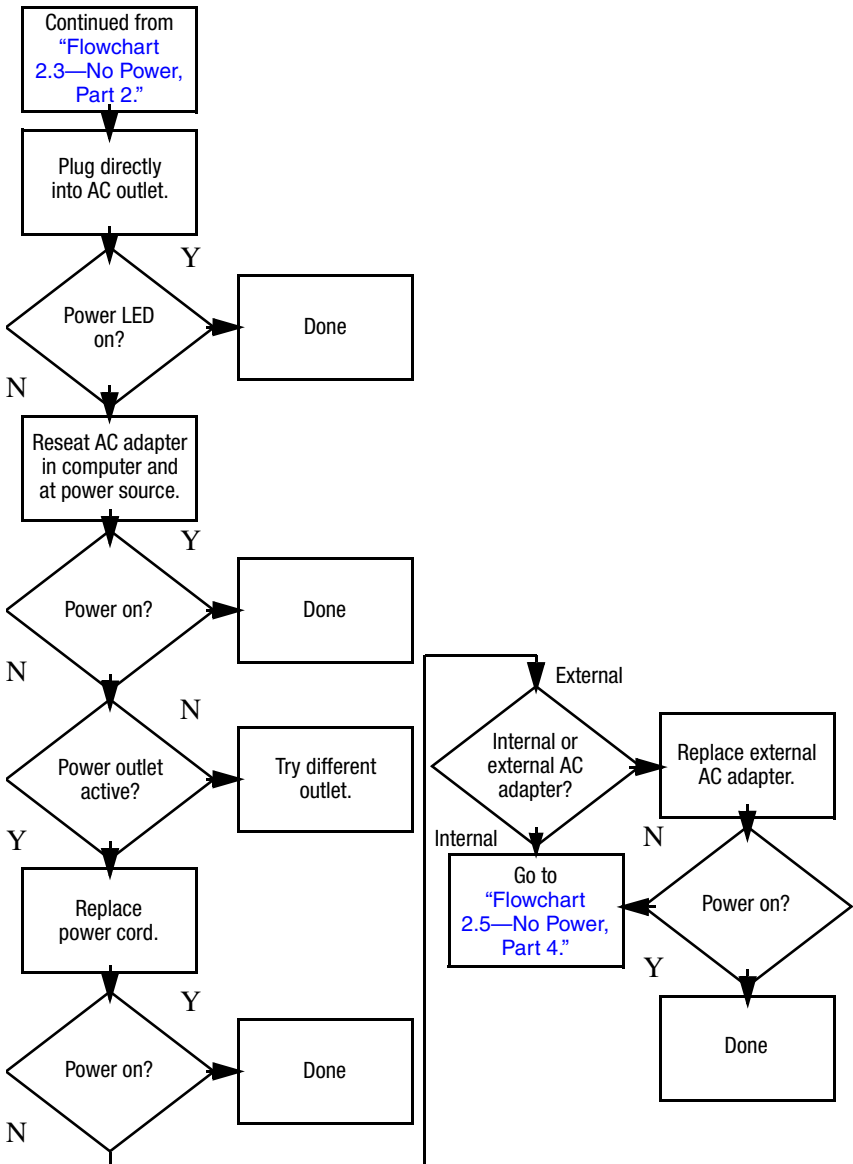 Continued from
“Flowchart
2.3—No Power,
Part 2.”
Plug directly
into AC outlet.
Y
Power LED
on?
Done
N
Reseat AC adapter
in computer and
at power source.
Y
Power on?
Done
N
N
Power outlet
active?
Try different
outlet.
Y
Replace
power cord.
Y
Power on?
Done
N
External
Internal or
external AC
adapter?
Replace external
AC adapter.
Internal
N
Go to
“Flowchart
2.5—No Power,
Part 4.”
Power on?
Y
Done